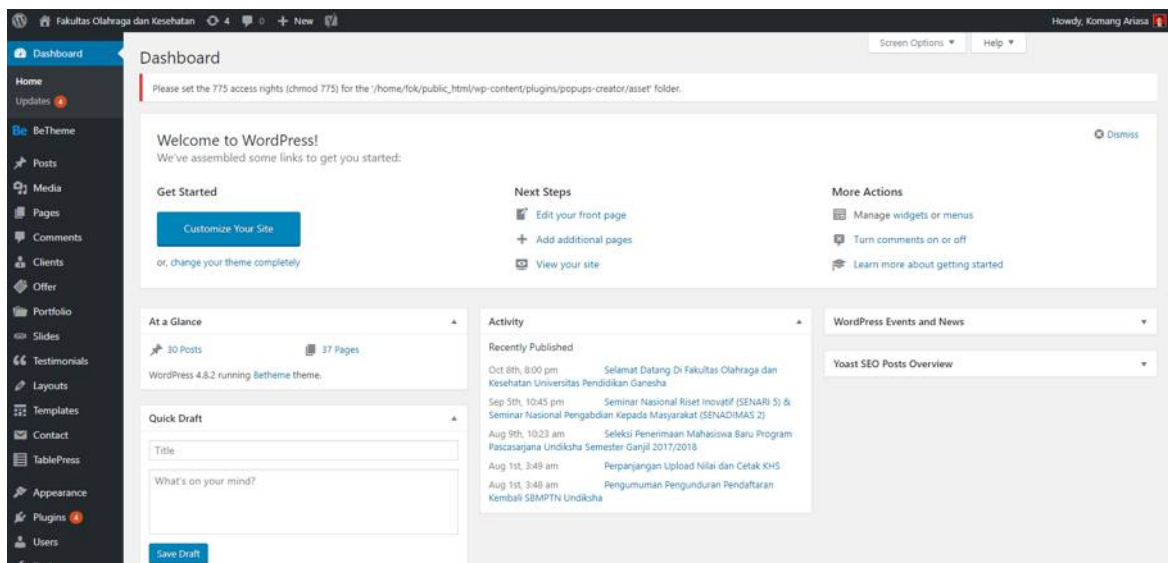 Fakultas Olahraga dan Kesehatan 4 0 + New Howdy, Komang Ariasa
Screen Options ▼ Help ▼
Dashboard
Home
Updates 4
BeTheme
Posts
Media
Pages
Comments
Clients
Offer
Portfolio
Slides
Testimonials
Layouts
Templates
Contact
TablePress
Appearance
Plugins 4
Users
Dashboard
Please set the 775 access rights (chmod 775) for the '/home/fok/public_html/wp-content/plugins/popups-creator/asset' folder.
Welcome to WordPress!
We've assembled some links to get you started:
Dismiss
Get Started
Customize Your Site
or, change your theme completely
Next Steps
Edit your front page
Add additional pages
View your site
More Actions
Manage widgets or menus
Turn comments on or off
Learn more about getting started
At a Glance
30 Posts 37 Pages
WordPress 4.8.2 running Betheme theme.
Quick Draft
Title
What's on your mind?
Save Draft
Activity
Recently Published
Oct 8th, 8:00 pm Selamat Datang Di Fakultas Olahraga dan
Kesehatan Universitas Pendidikan Ganesha
Sep 5th, 10:45 pm Seminar Nasional Riset Inovatif (SENARI 5) &
Seminar Nasional Pengabdian Kepada Masyarakat (SENADIMAS 2)
Aug 9th, 10:23 am Seleksi Penerimaan Mahasiswa Baru Program
Pascasarjana Undiksha Semester Ganjil 2017/2018
Aug 1st, 3:49 am Perpanjangan Upload Nilai dan Cetak KHS
Aug 1st, 3:48 am Pengumuman Pengunduran Pendaftaran
Kembali SBMPTN Undiksha
WordPress Events and News
Yoast SEO Posts Overview